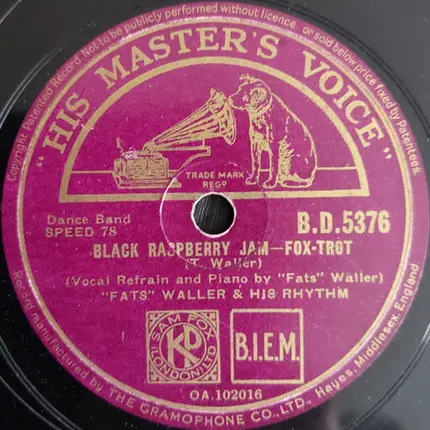 Copyright. Patented Record. Not to be publicly performed without licence, or sold below price fixed by Patentees.
"HIS MASTER'S VOICE"
TRADE MARK
REGD
Dance Band
SPEED 78
B.D.5376
BLACK RASPBERRY JAM—FOX-TROT
(T. Waller)
(Vocal Refrain and Piano by "Fats" Waller)
"FATS" WALLER & HIS RHYTHM
SAM FOX
KP
LONDON LTD
B.I.E.M.
OA.102016
Manufactured by THE GRAMOPHONE CO., LTD., Hayes, Middlesex, England.